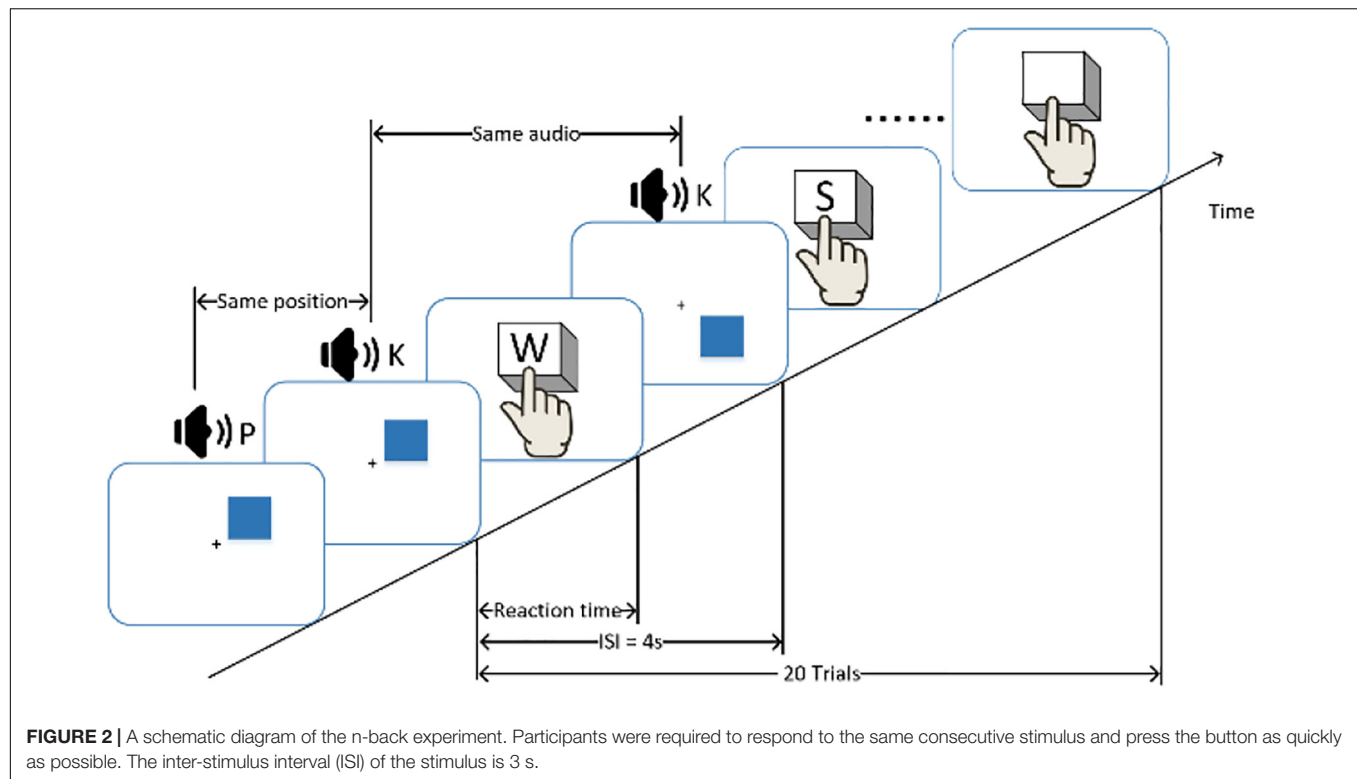 Same audio
K
S
Time
Same position
K
W
P
+
+
+
Reaction time
ISI = 4s
20 Trials
FIGURE 2 | A schematic diagram of the n-back experiment. Participants were required to respond to the same consecutive stimulus and press the button as quickly
as possible. The inter-stimulus interval (ISI) of the stimulus is 3 s.